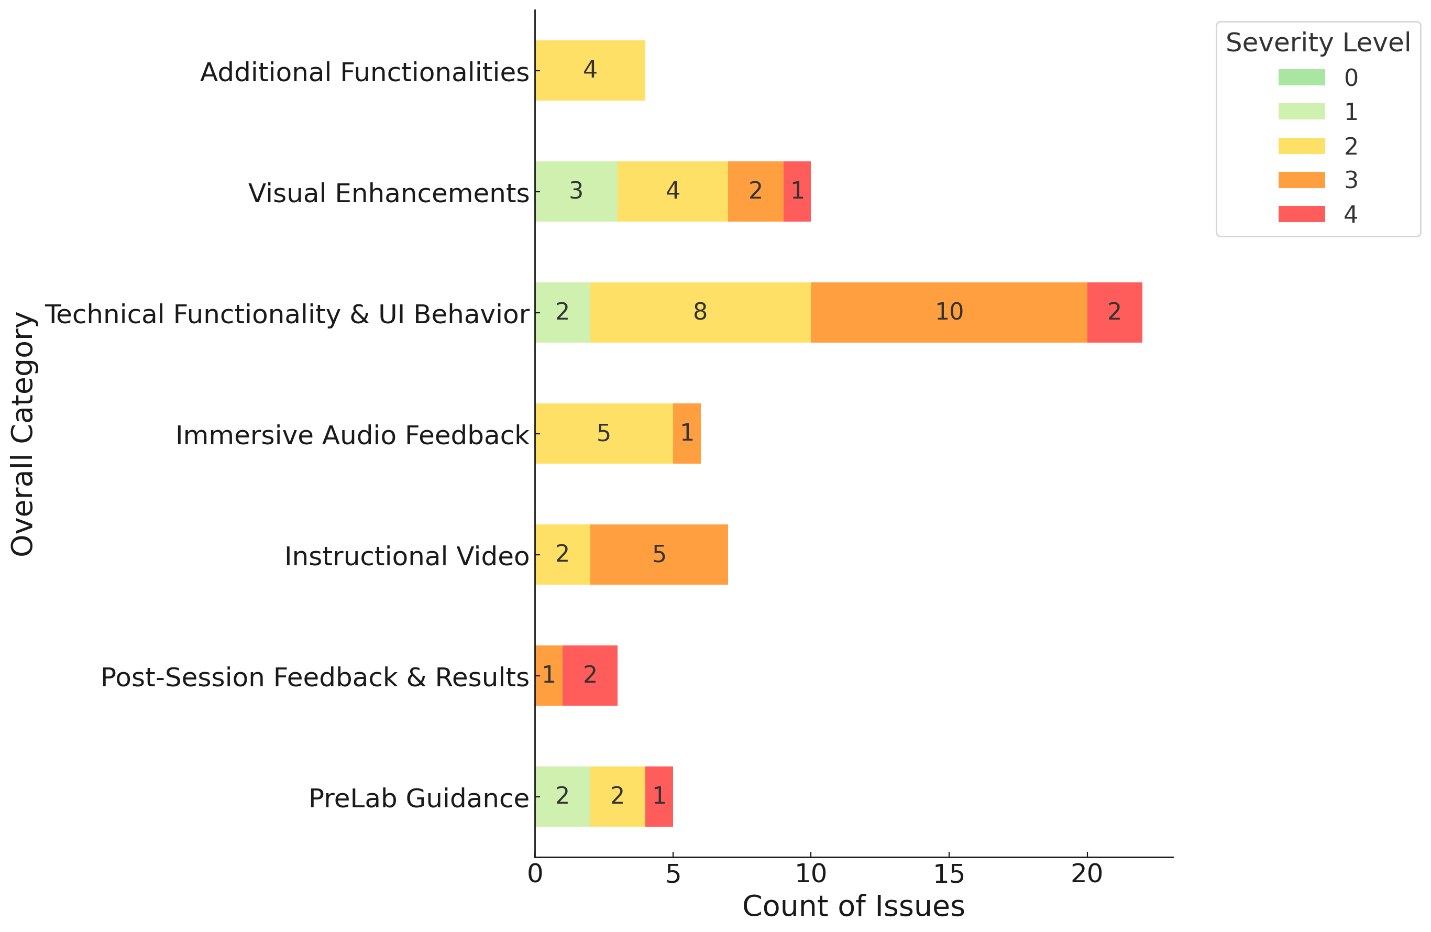 Severity Level
0
1
2
3
4
Overall Category
Additional Functionalities 4
Visual Enhancements 3 4 2 1
Technical Functionality & UI Behavior 2 8 10 2
Immersive Audio Feedback 5 1
Instructional Video 2 5
Post-Session Feedback & Results 1 2
PreLab Guidance 2 2 1
0 5 10 15 20
Count of Issues